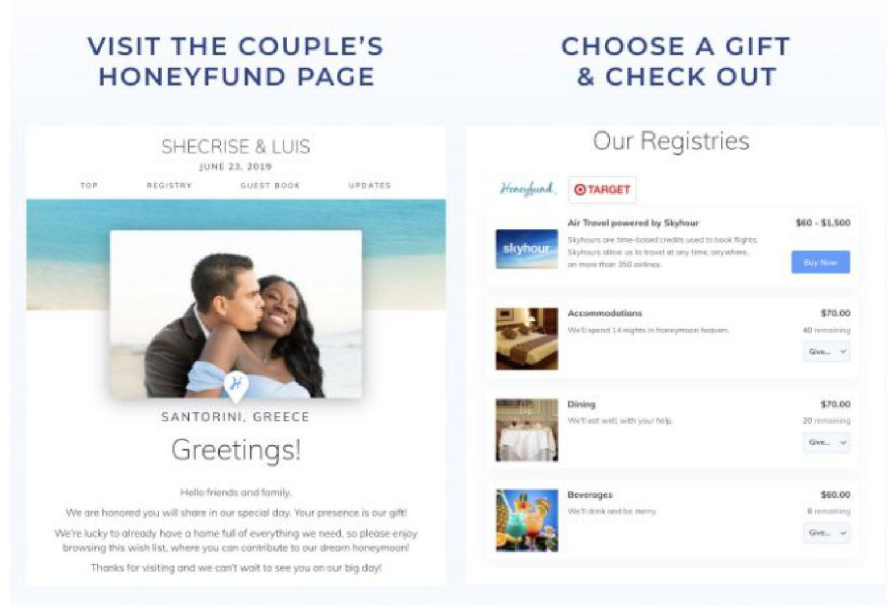 VISIT THE COUPLE'S
HONEYFUND PAGE
SHECRISE & LUIS
JUNE 23, 2019
TOP REGISTRY GUEST BOOK UPDATES
H
SANTORINI, GREECE
Greetings!
Hello friends and family,
We are honored you will share in our special day. Your presence is our gift!
We're lucky to already have a home full of everything we need, so please enjoy
browsing this wish list, where you can contribute to our dream honeymoon!
Thanks for visiting and we can't wait to see you on our big day!
CHOOSE A GIFT
& CHECK OUT
Our Registries
Honeyfund. TARGET
skyhour
Air Travel powered by Skyhour $60 - $1,500
Skyhours are time-based credits used to book flights.
Skyhours allow us to travel at any time, anywhere,
on more than 350 airlines.
Buy Now
Accommodations $70.00
We'll spend 14 nights in honeymoon heaven. 40 remaining
Give...
Dining $70.00
We'll eat well, with your help. 20 remaining
Give...
Beverages $60.00
We'll drink and be merry. 6 remaining
Give...